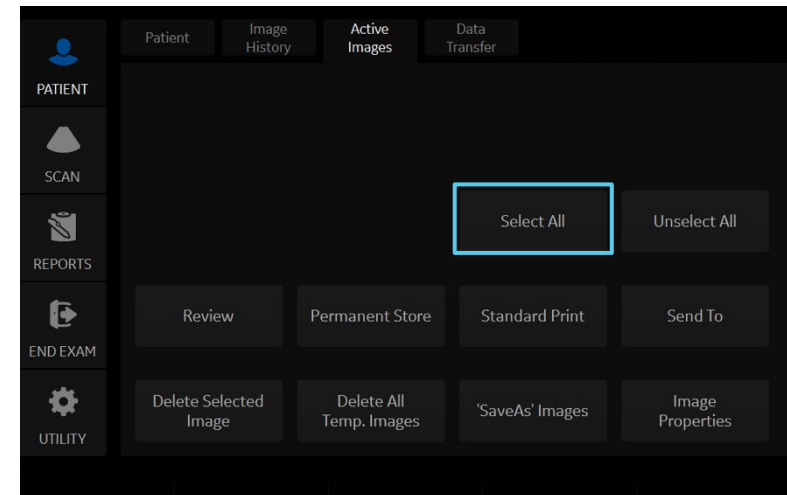 Patient
Image
History
Active
Images
Data
Transfer
PATIENT
SCAN
REPORTS
END EXAM
UTILITY
Select All
Unselect All
Review
Permanent Store
Standard Print
Send To
Delete Selected
Image
Delete All
Temp. Images
'SaveAs' Images
Image
Properties